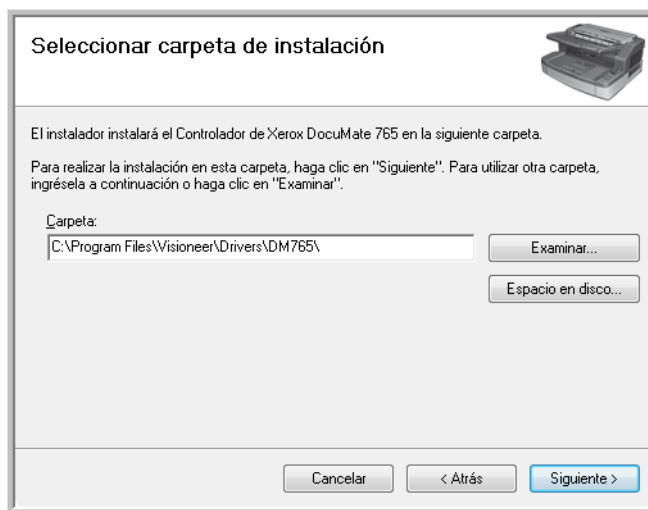 Seleccionar carpeta de instalación
El instalador instalará el Controlador de Xerox DocuMate 765 en la siguiente carpeta.
Para realizar la instalación en esta carpeta, haga clic en "Siguiente". Para utilizar otra carpeta,
ingrésela a continuación o haga clic en "Examinar".
Carpeta:
C:\Program Files\Visioneer\Drivers\DM765\
Examinar...
Espacio en disco...
Cancelar
< Atrás
Siguiente >